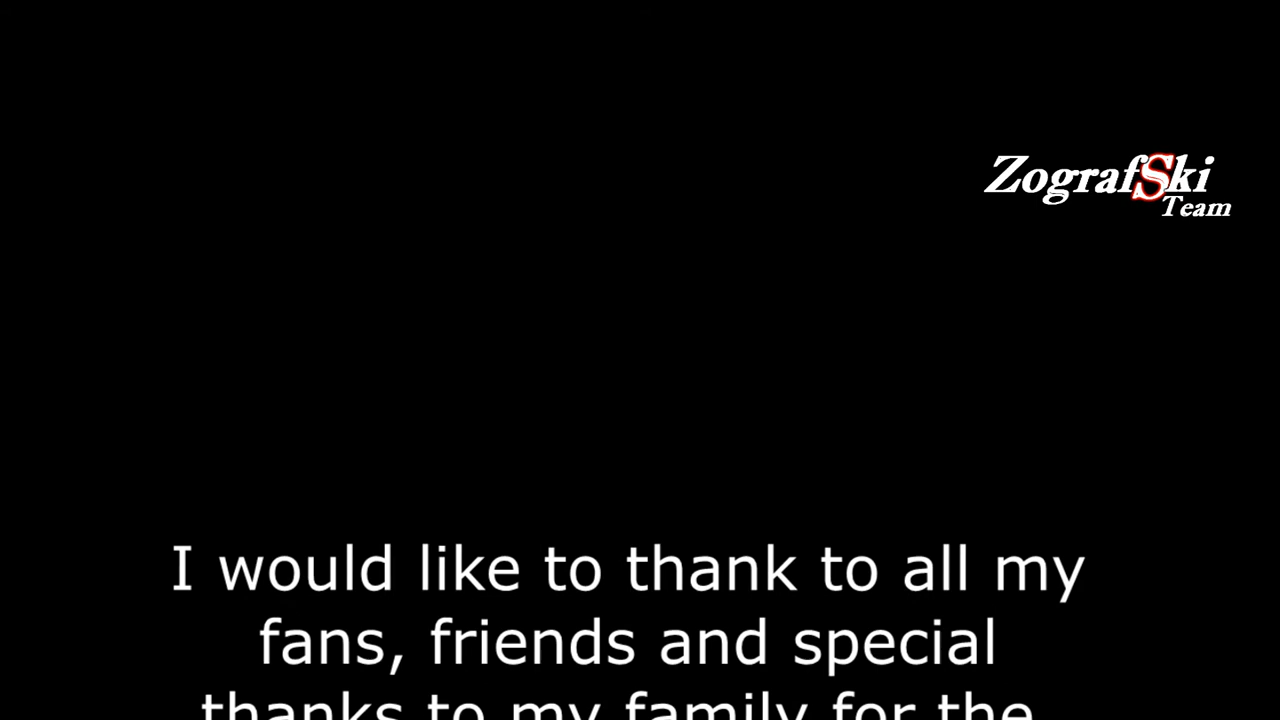 ZografSki
Team
I would like to thank to all my
fans, friends and special
thanks to my family for the